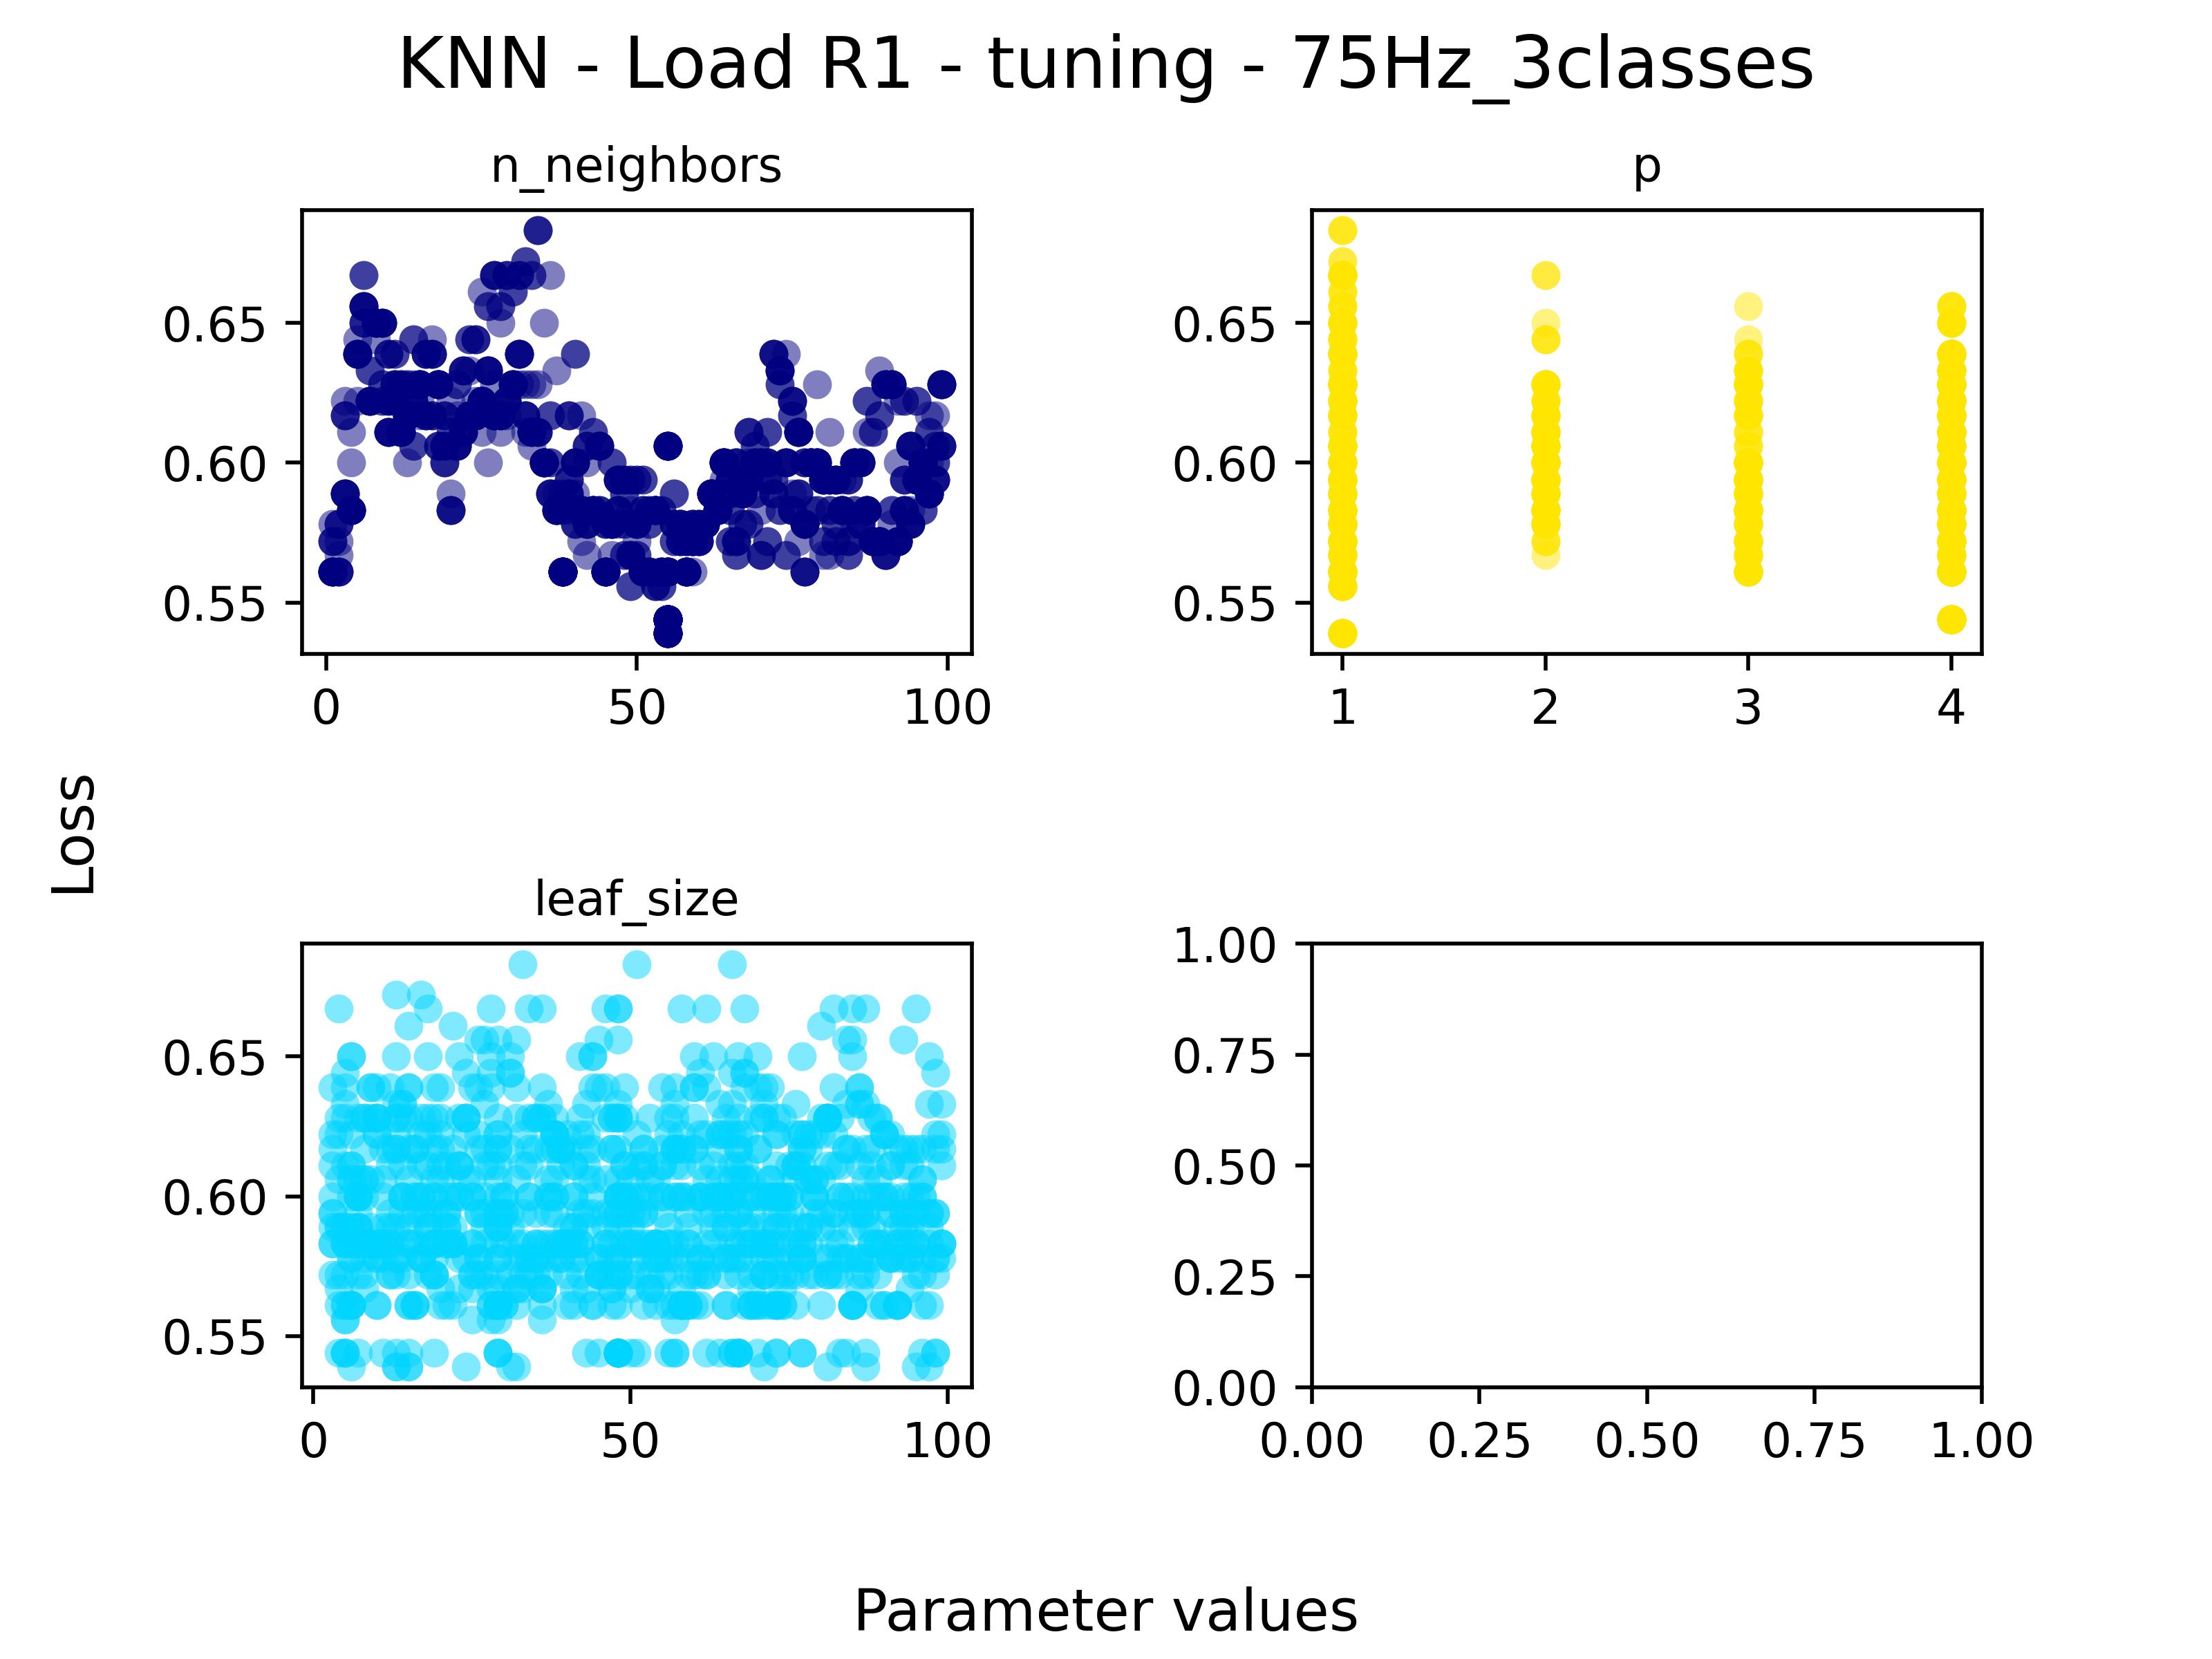 KNN - Load R1 - tuning - 75Hz_3classes
n_neighbors
0.65
0.60
0.55
0 50 100
p
0.65
0.60
0.55
1 2 3 4
Loss
leaf_size
0.65
0.60
0.55
0 50 100
1.00
0.75
0.50
0.25
0.00
0.00 0.25 0.50 0.75 1.00
Parameter values